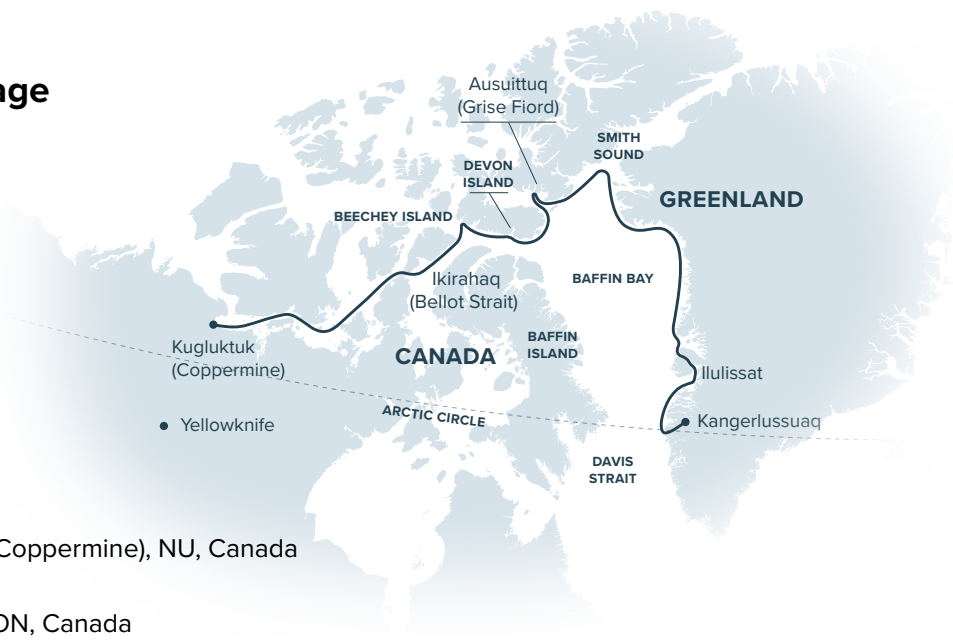 age
Ausuittuq
(Grise Fiord)
SMITH
SOUND
DEVON
ISLAND
GREENLAND
BEECHEY ISLAND
Ikirahaq
(Bellot Strait)
BAFFIN BAY
Kugluktuk
(Coppermine)
CANADA
BAFFIN
ISLAND
Ilulissat
ARCTIC CIRCLE
Kangerlussuaq
Yellowknife
DAVIS
STRAIT
Coppermine), NU, Canada
ON, Canada